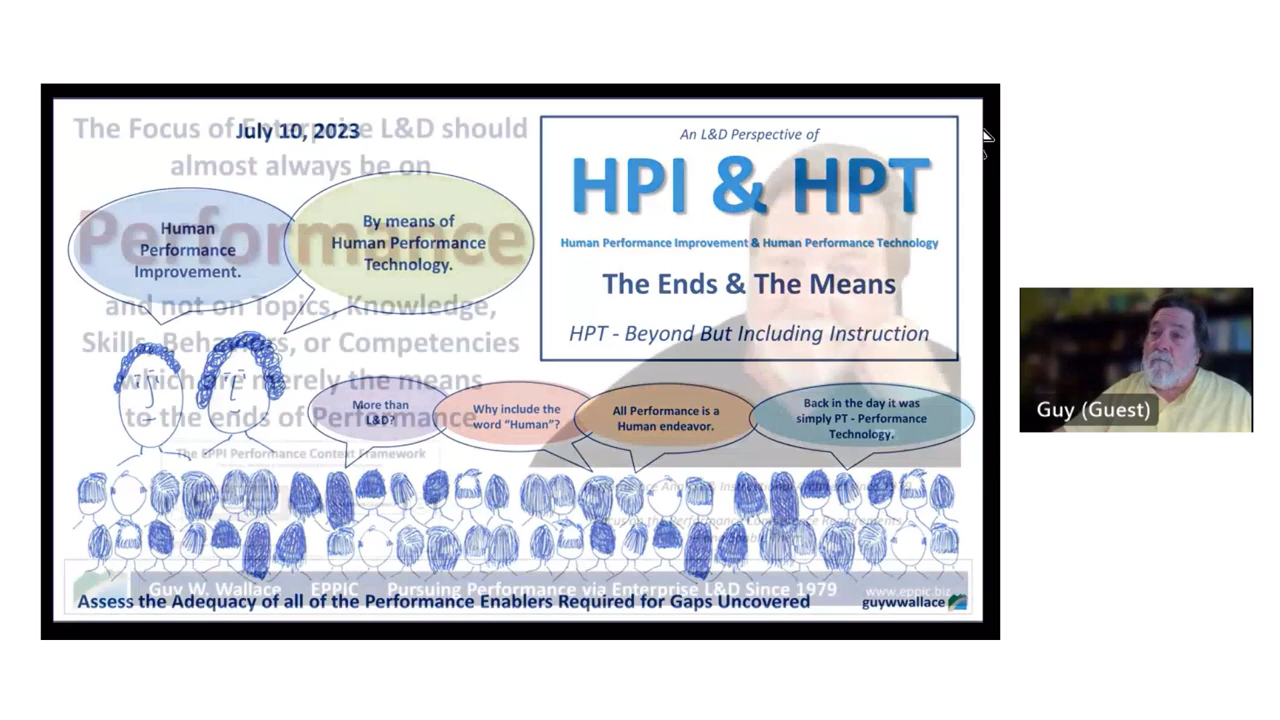 The Focus of Enterprise L&D should
almost always be on
Performance
and not on Topics, Knowledge,
Skills, Behaviors, or Competencies
which are merely the means
to the ends of Performance
July 10, 2023
Human
Performance
Improvement.
By means of
Human Performance
Technology.
An L&D Perspective of
HPI & HPT
Human Performance Improvement & Human Performance Technology
The Ends & The Means
HPT - Beyond But Including Instruction
More than
L&D?
Why include the
word “Human”?
All Performance is a
Human endeavor.
Back in the day it was
simply PT - Performance
Technology.
The EPPI Performance Context Framework
Guy W. Wallace EPPIC Pursuing Performance via Enterprise L&D Since 1979
www.eppic.biz
Assess the Adequacy of all of the Performance Enablers Required for Gaps Uncovered
guywwallace
Guy (Guest)